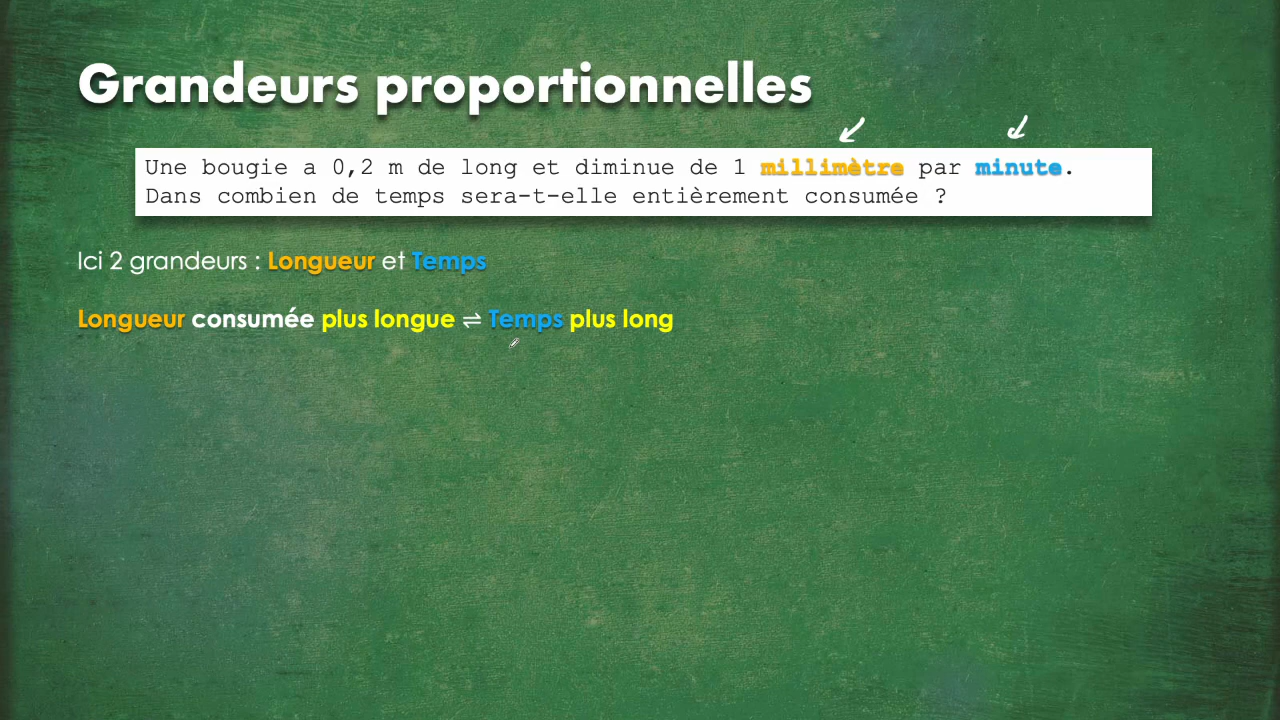 Grandeurs proportionnelles
Une bougie a 0,2 m de long et diminue de 1 millimètre par minute.
Dans combien de temps sera-t-elle entièrement consumée ?
Ici 2 grandeurs : Longueur et Temps
Longueur consumée plus longue ⇌ Temps plus long